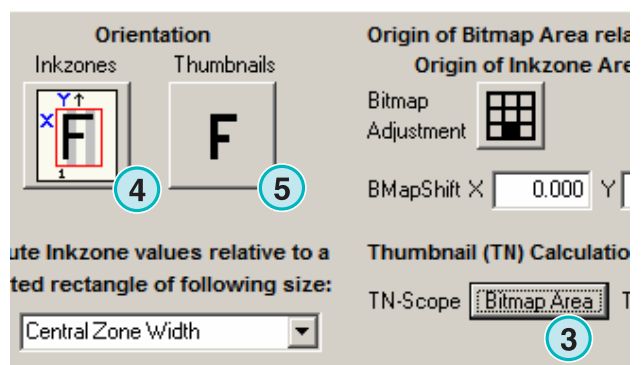 Orientation
Inkzones Thumbnails
Y
X
F
1
F
4
5
ute Inkzone values relative to a
ted rectangle of following size:
Central Zone Width
Origin of Bitmap Area rela
Origin of Inkzone Are
Bitmap
Adjustment
BMapShift X 0.000 Y
Thumbnail (TN) Calculatio
TN-Scope Bitmap Area T
3